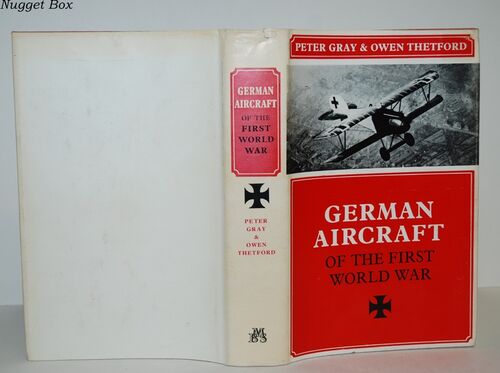 Nugget Box
GERMAN
AIRCRAFT
OF THE
FIRST
WORLD
WAR
PETER
GRAY
&
OWEN
THETFORD
PETER GRAY & OWEN THETFORD
GERMAN
AIRCRAFT
OF THE FIRST
WORLD WAR